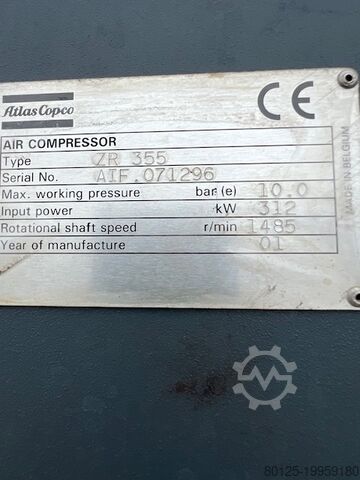 Atlas Copco
CE
AIR COMPRESSOR
Type ZR 355
Serial No. AIF.071296
Max. working pressure bar(e) 10.0
Input power kW 312
Rotational shaft speed r/min 1485
Year of manufacture 01
MADE IN BELGIUM
80125-19959180